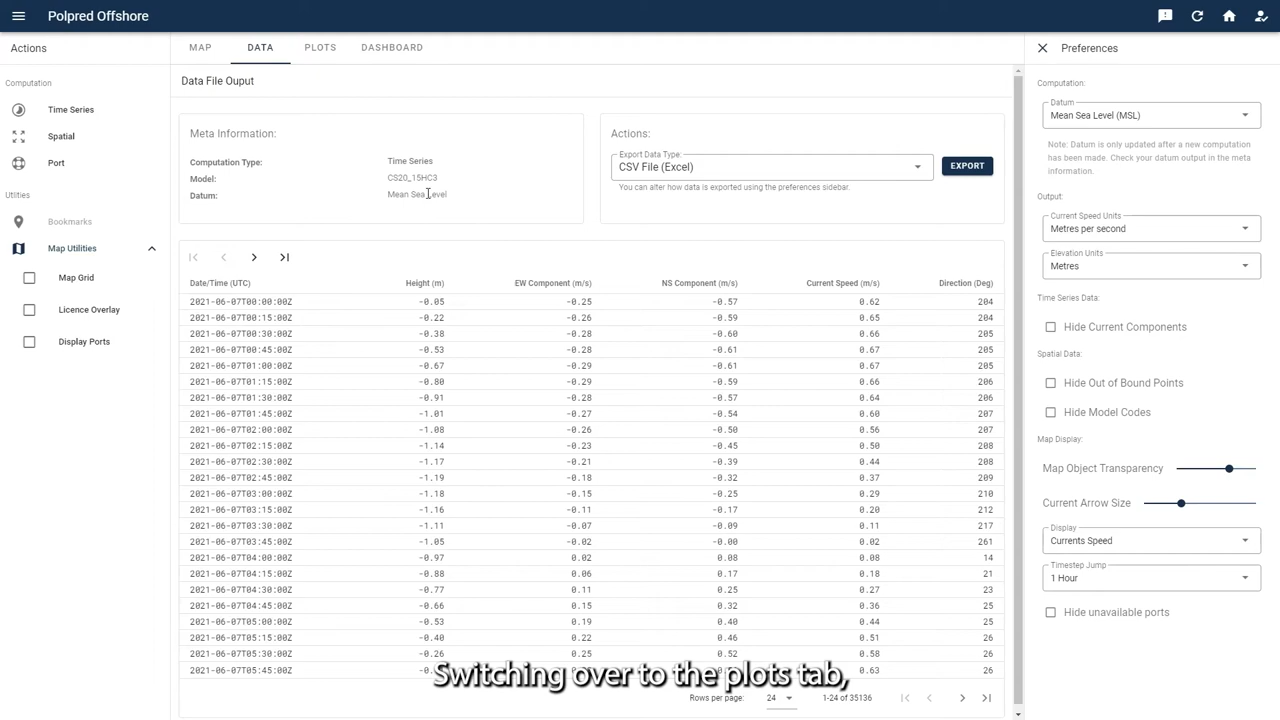 Polpred Offshore
Actions
Computation
Time Series
Spatial
Port
Utilties
Bookmarks
Map Utilities
Map Grid
Licence Overlay
Display Ports
MAP DATA PLOTS DASHBOARD
Data File Ouput
Meta Information:
Computation Type: Time Series
Model: CS20_15HC3
Datum: Mean Sea Level
Actions:
Export Data Type:
CSV File (Excel)
EXPORT
You can alter how data is exported using the preferences sidebar.
Date/Time (UTC) Height (m) EW Component (m/s) NS Component (m/s) Current Speed (m/s) Direction (Deg)
2021-06-07T00:00:00Z -0.05 -0.25 -0.57 0.62 204
2021-06-07T00:15:00Z -0.22 -0.26 -0.59 0.65 204
2021-06-07T00:30:00Z -0.38 -0.28 -0.60 0.66 205
2021-06-07T00:45:00Z -0.53 -0.28 -0.61 0.67 205
2021-06-07T01:00:00Z -0.67 -0.29 -0.61 0.67 205
2021-06-07T01:15:00Z -0.80 -0.29 -0.59 0.66 206
2021-06-07T01:30:00Z -0.91 -0.28 -0.57 0.64 206
2021-06-07T01:45:00Z -1.01 -0.27 -0.54 0.60 207
2021-06-07T02:00:00Z -1.08 -0.26 -0.50 0.56 207
2021-06-07T02:15:00Z -1.14 -0.23 -0.45 0.50 208
2021-06-07T02:30:00Z -1.17 -0.21 -0.39 0.44 208
2021-06-07T02:45:00Z -1.19 -0.18 -0.32 0.37 209
2021-06-07T03:00:00Z -1.18 -0.15 -0.25 0.29 210
2021-06-07T03:15:00Z -1.16 -0.11 -0.17 0.20 212
2021-06-07T03:30:00Z -1.11 -0.07 -0.09 0.11 217
2021-06-07T03:45:00Z -1.05 -0.02 -0.00 0.02 261
2021-06-07T04:00:00Z -0.97 0.02 0.08 0.08 14
2021-06-07T04:15:00Z -0.88 0.06 0.17 0.18 21
2021-06-07T04:30:00Z -0.77 0.11 0.25 0.27 23
2021-06-07T04:45:00Z -0.66 0.15 0.32 0.36 25
2021-06-07T05:00:00Z -0.53 0.19 0.40 0.44 25
2021-06-07T05:15:00Z -0.40 0.22 0.46 0.51 26
2021-06-07T05:30:00Z -0.26 0.25 0.52 0.58 26
2021-06-07T05:45:00Z 0.63 26
Switching over to the plots tab,
Rows per page: 24 1-24 of 35136
Preferences
Computation:
Datum
Mean Sea Level (MSL)
Note: Datum is only updated after a new computation
has been made. Check your datum output in the meta
information.
Output:
Current Speed Units
Metres per second
Elevation Units
Metres
Time Series Data:
Hide Current Components
Spatial Data:
Hide Out of Bound Points
Hide Model Codes
Map Display:
Map Object Transparency
Current Arrow Size
Display
Currents Speed
Timestep Jump
1 Hour
Hide unavailable ports